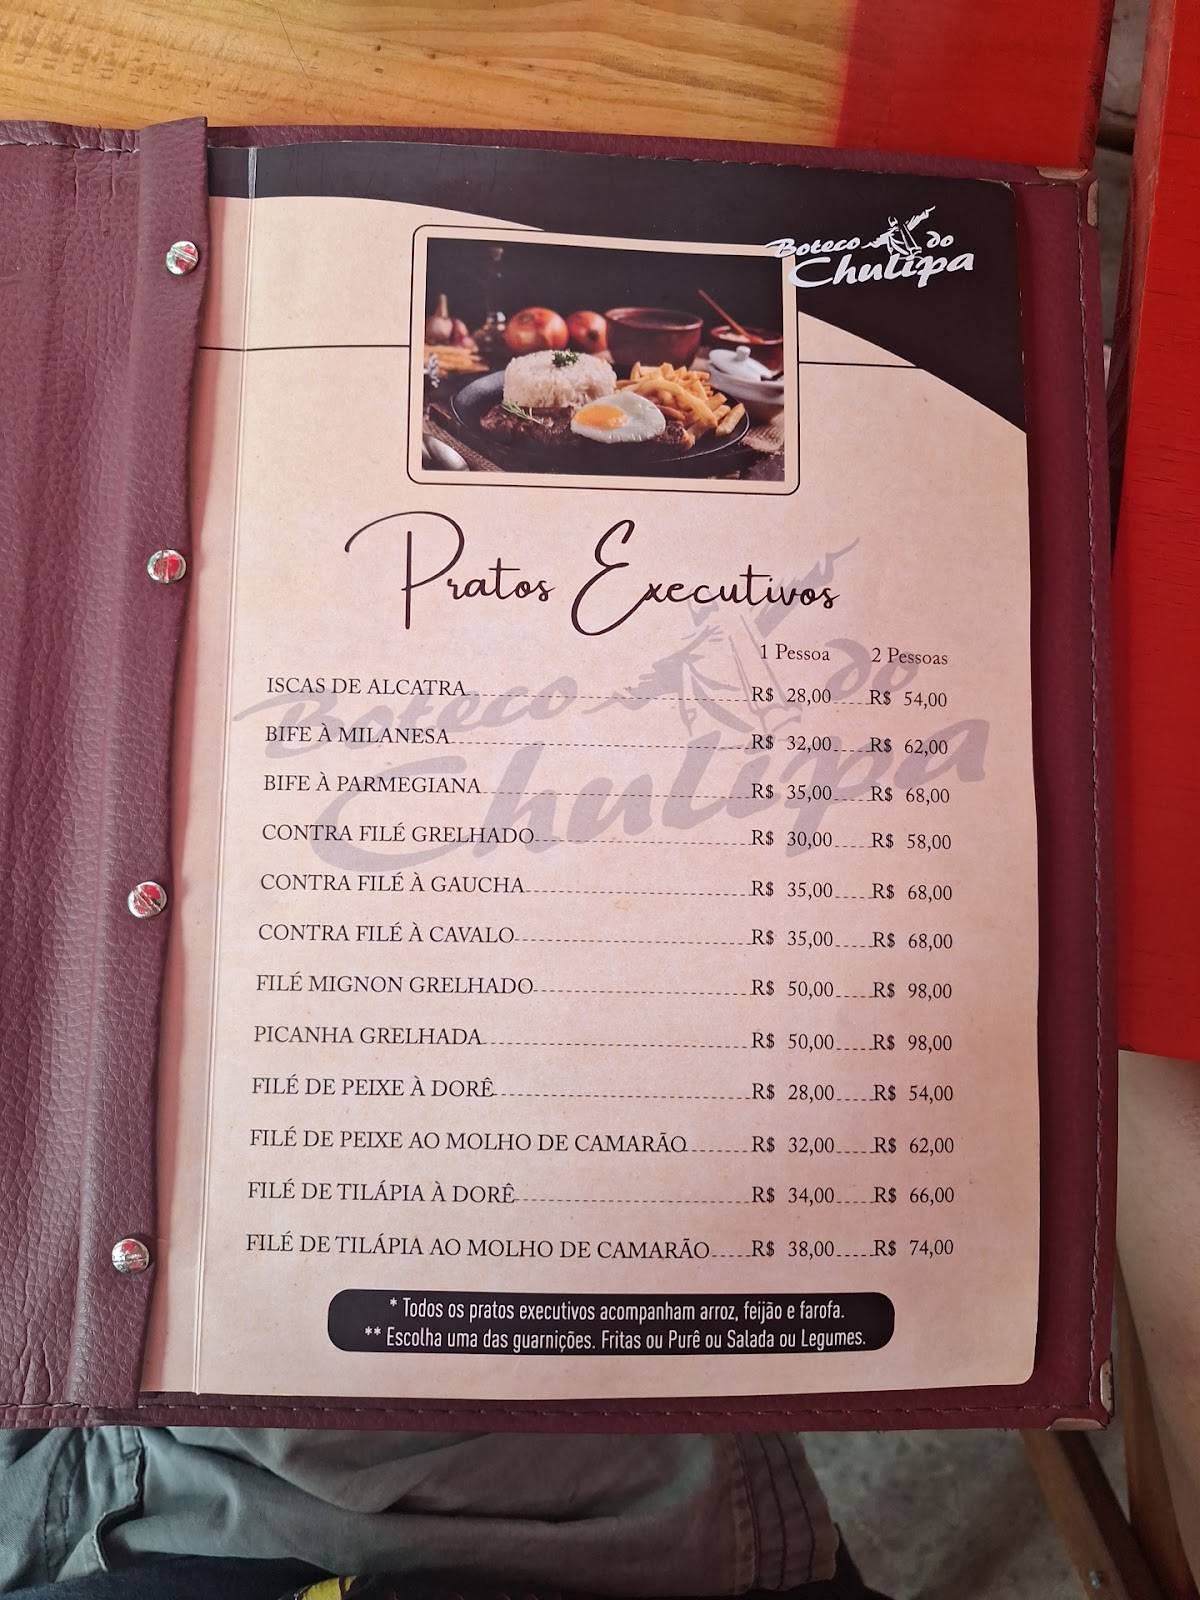 Boteco do
Chulipa
Pratos Executivos
1 Pessoa 2 Pessoas
ISCAS DE ALCATRA R$ 28,00 R$ 54,00
BIFE À MILANESA R$ 32,00 R$ 62,00
BIFE À PARMEGIANA R$ 35,00 R$ 68,00
CONTRA FILÉ GRELHADO R$ 30,00 R$ 58,00
CONTRA FILÉ À GAUCHA R$ 35,00 R$ 68,00
CONTRA FILÉ À CAVALO R$ 35,00 R$ 68,00
FILÉ MIGNON GRELHADO R$ 50,00 R$ 98,00
PICANHA GRELHADA R$ 50,00 R$ 98,00
FILÉ DE PEIXE À DORÊ R$ 28,00 R$ 54,00
FILÉ DE PEIXE AO MOLHO DE CAMARÃO R$ 32,00 R$ 62,00
FILÉ DE TILÁPIA À DORÊ R$ 34,00 R$ 66,00
FILÉ DE TILÁPIA AO MOLHO DE CAMARÃO R$ 38,00 R$ 74,00
* Todos os pratos executivos acompanham arroz, feijão e farofa.
** Escolha uma das guarnições. Fritas ou Purê ou Salada ou Legumes.
Boteco do
Chulipa